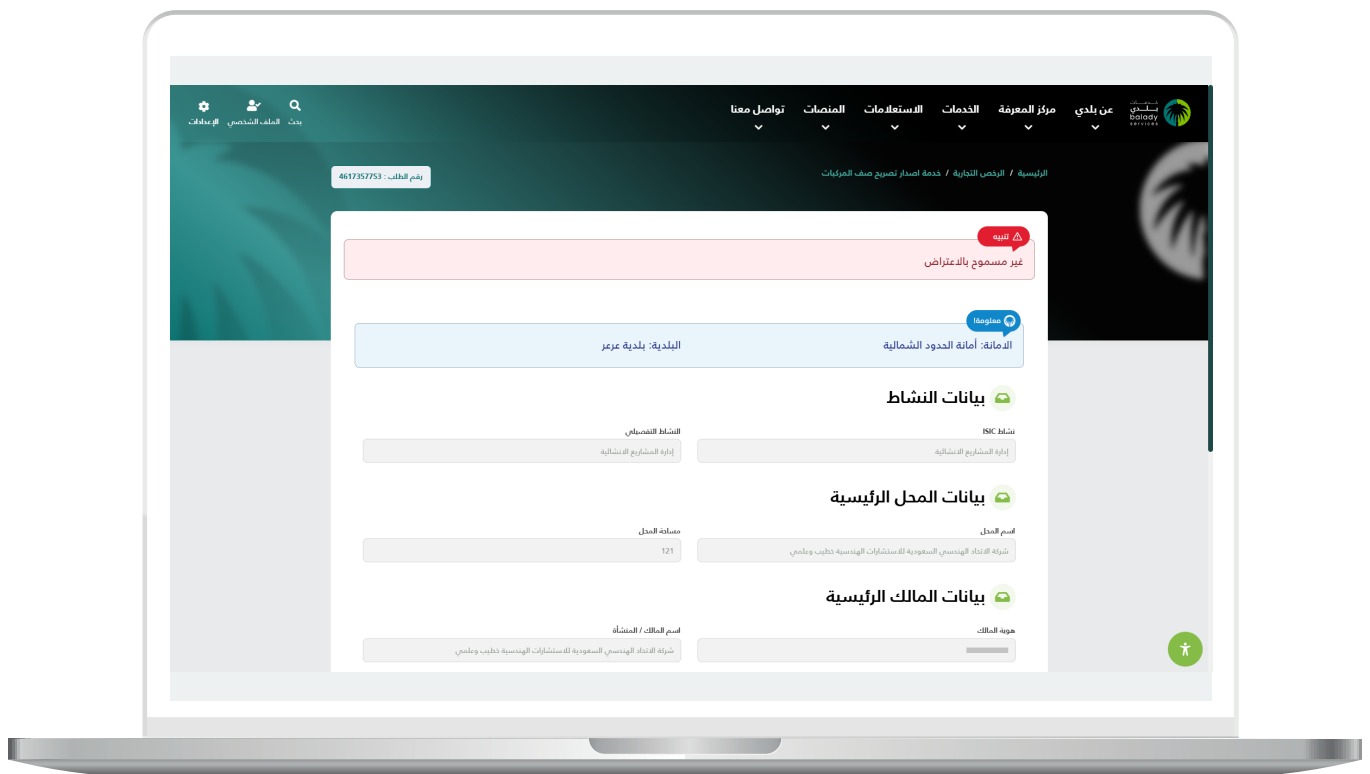 خدمات
بلدي
balady
services
عن بلدي
مركز المعرفة
الخدمات
الاستعلامات
المنصات
تواصل معنا
بحث
الملف الشخصي
الإعدادات
الرئيسية / الرخص التجارية / خدمة اصدار تصريح صف المركبات
رقم الطلب : 4617357753
تنبيه
غير مسموح بالاعتراض
معلومة!
الامانة: أمانة الحدود الشمالية
البلدية: بلدية عرعر
بيانات النشاط
نشاط ISIC
النشاط التفصيلي
إدارة المشاريع الانشائية
إدارة المشاريع الانشائية
بيانات المحل الرئيسية
اسم المحل
مساحة المحل
شركة الاتحاد الهندسي السعودية للاستشارات الهندسية خطيب وعلمي
121
بيانات المالك الرئيسية
هوية المالك
اسم المالك / المنشأة
شركة الاتحاد الهندسي السعودية للاستشارات الهندسية خطيب وعلمي